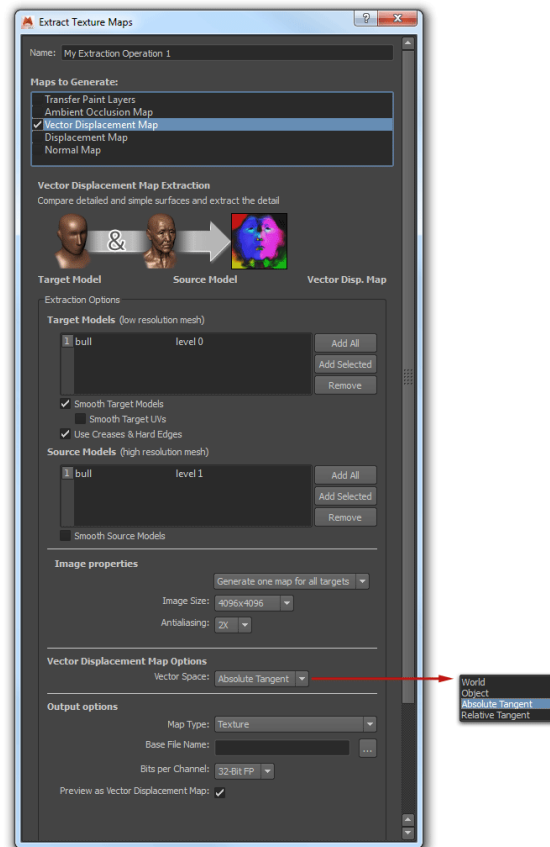 Extract Texture Maps
Name: My Extraction Operation 1
Maps to Generate:
Transfer Paint Layers
Ambient Occlusion Map
Vector Displacement Map
Displacement Map
Normal Map
Vector Displacement Map Extraction
Compare detailed and simple surfaces and extract the detail
&
Target Model Source Model Vector Disp. Map
Extraction Options
Target Models (low resolution mesh)
1 bull level 0
Add All
Add Selected
Remove
Smooth Target Models
Smooth Target UVs
Use Creases & Hard Edges
Source Models (high resolution mesh)
1 bull level 1
Add All
Add Selected
Remove
Smooth Source Models
Image properties
Generate one map for all targets
Image Size: 4096x4096
Antialiasing: 2X
Vector Displacement Map Options
Vector Space: Absolute Tangent
World
Object
Absolute Tangent
Relative Tangent
Output options
Map Type: Texture
Base File Name: ...
Bits per Channel: 32-Bit FP
Preview as Vector Displacement Map: